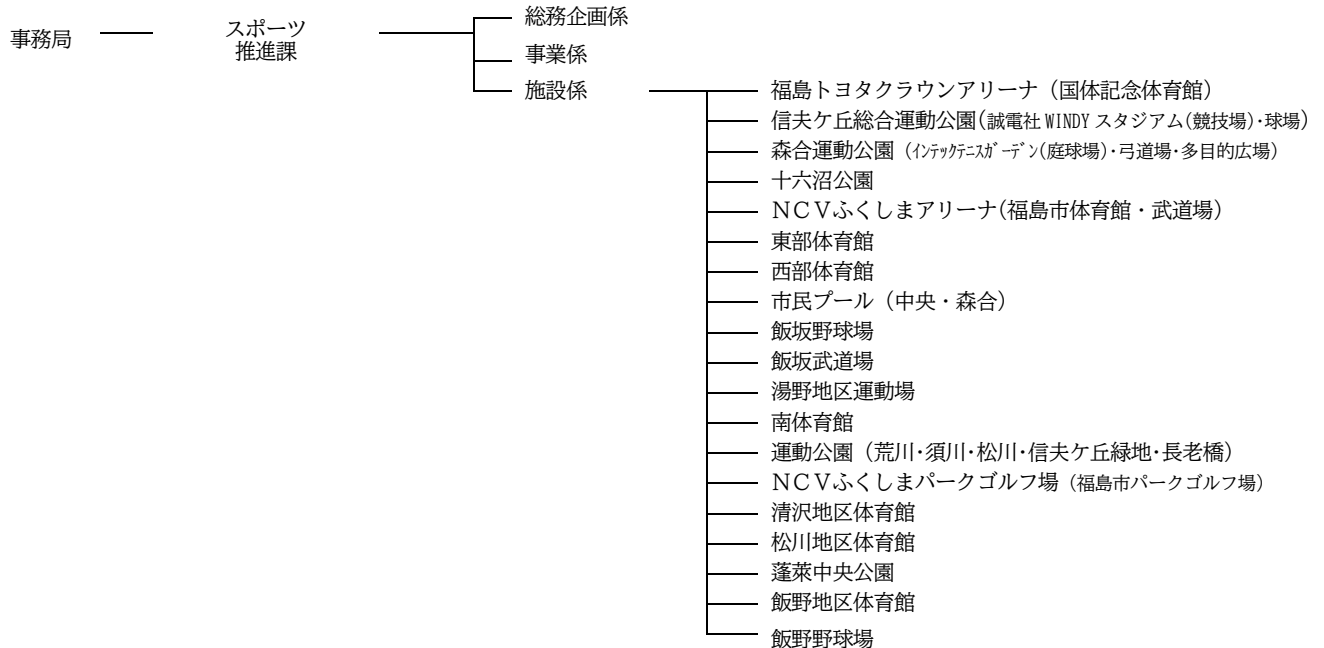 事務局
スポーツ
推進課
総務企画係
事業係
施設係
福島トヨタクラウンアリーナ（国体記念体育館）
信夫ケ丘総合運動公園(誠電社 WINDY スタジアム(競技場)･球場)
森合運動公園（ｲﾝﾃｯｸﾃﾆｽｶﾞｰﾃﾞﾝ(庭球場)･弓道場･多目的広場）
十六沼公園
ＮＣＶふくしまアリーナ(福島市体育館・武道場）
東部体育館
西部体育館
市民プール（中央・森合）
飯坂野球場
飯坂武道場
湯野地区運動場
南体育館
運動公園（荒川･須川･松川･信夫ケ丘緑地･長老橋）
ＮＣＶふくしまパークゴルフ場（福島市パークゴルフ場）
清沢地区体育館
松川地区体育館
蓬萊中央公園
飯野地区体育館
飯野野球場